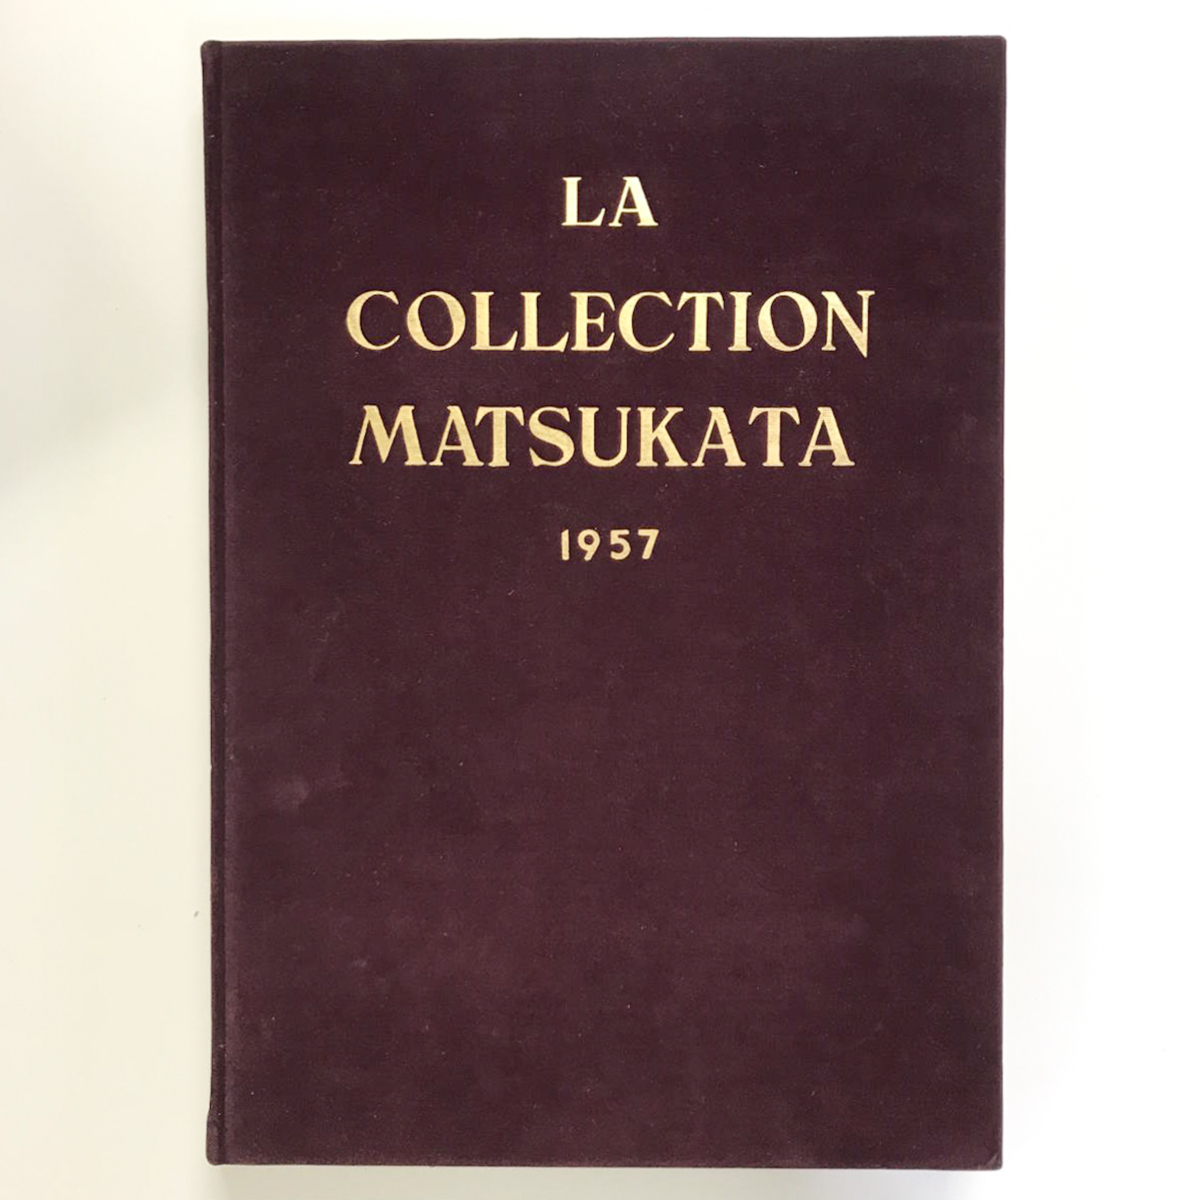 LA
COLLECTION
MATSUKATA
1957